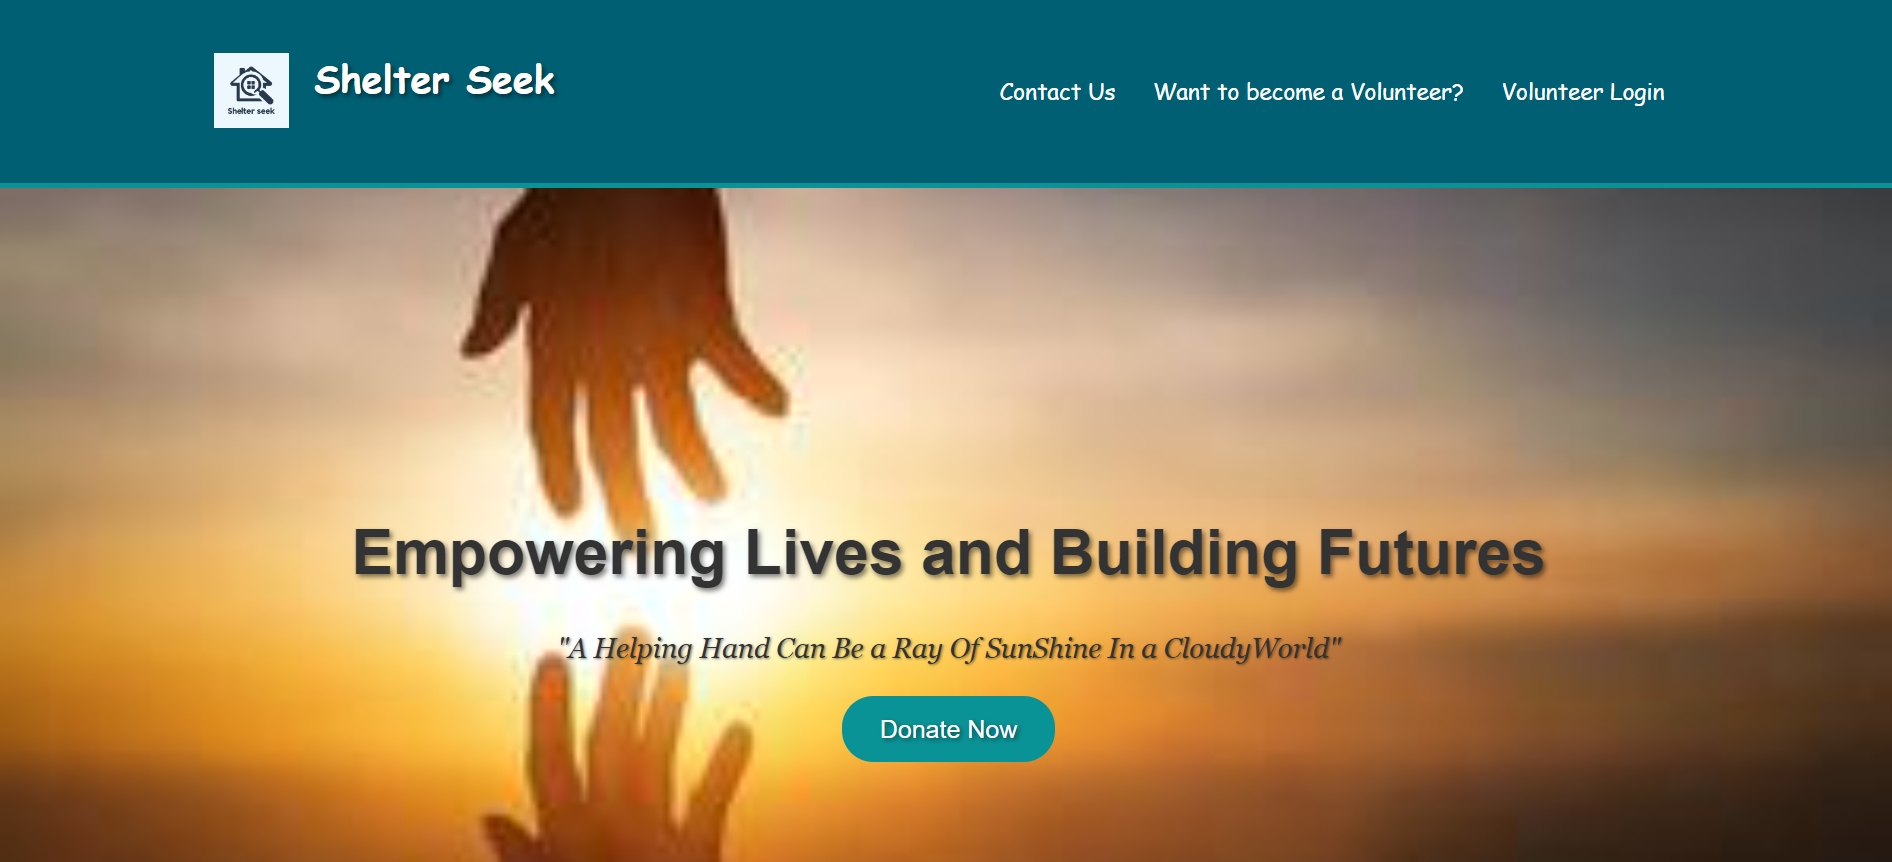 Shelter seek
Shelter Seek
Contact Us
Want to become a Volunteer?
Volunteer Login
Empowering Lives and Building Futures
"A Helping Hand Can Be a Ray Of SunShine In a CloudyWorld"
Donate Now